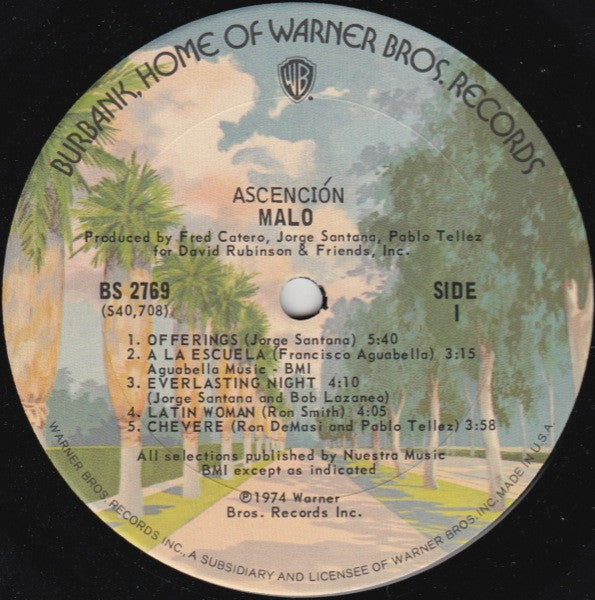 BURBANK, HOME OF WARNER BROS. RECORDS
WB
ASCENCIÓN
MALO
Produced by Fred Catero, Jorge Santana, Pablo Tellez
for David Rubinson & Friends, Inc.
BS 2769
(S40,708)
SIDE
1
1. OFFERINGS (Jorge Santana) 5:40
2. A LA ESCUELA (Francisco Aguabella) 3:15
Aguabella Music - BMI
3. EVERLASTING NIGHT 4:10
(Jorge Santana and Bob Lazaneo)
4. LATIN WOMAN (Ron Smith) 4:05
5. CHEVERE (Ron DeMasi and Pablo Tellez) 3:58
All selections published by Nuestra Music
BMI except as indicated
℗1974 Warner
Bros. Records Inc.
WARNER BROS. RECORDS INC., A SUBSIDIARY AND LICENSEE OF WARNER BROS. INC. MADE IN U.S.A.